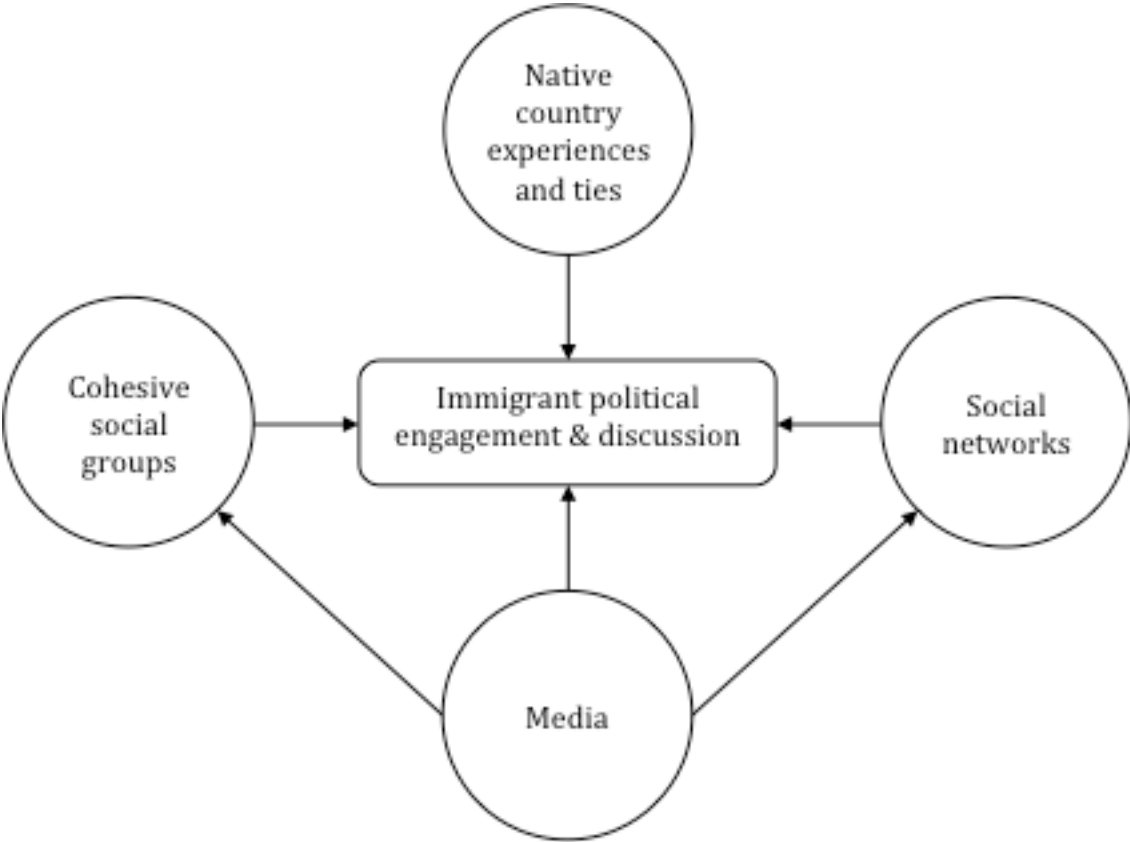 Native
country
experiences
and ties
Cohesive
social
groups
Immigrant political
engagement & discussion
Social
networks
Media